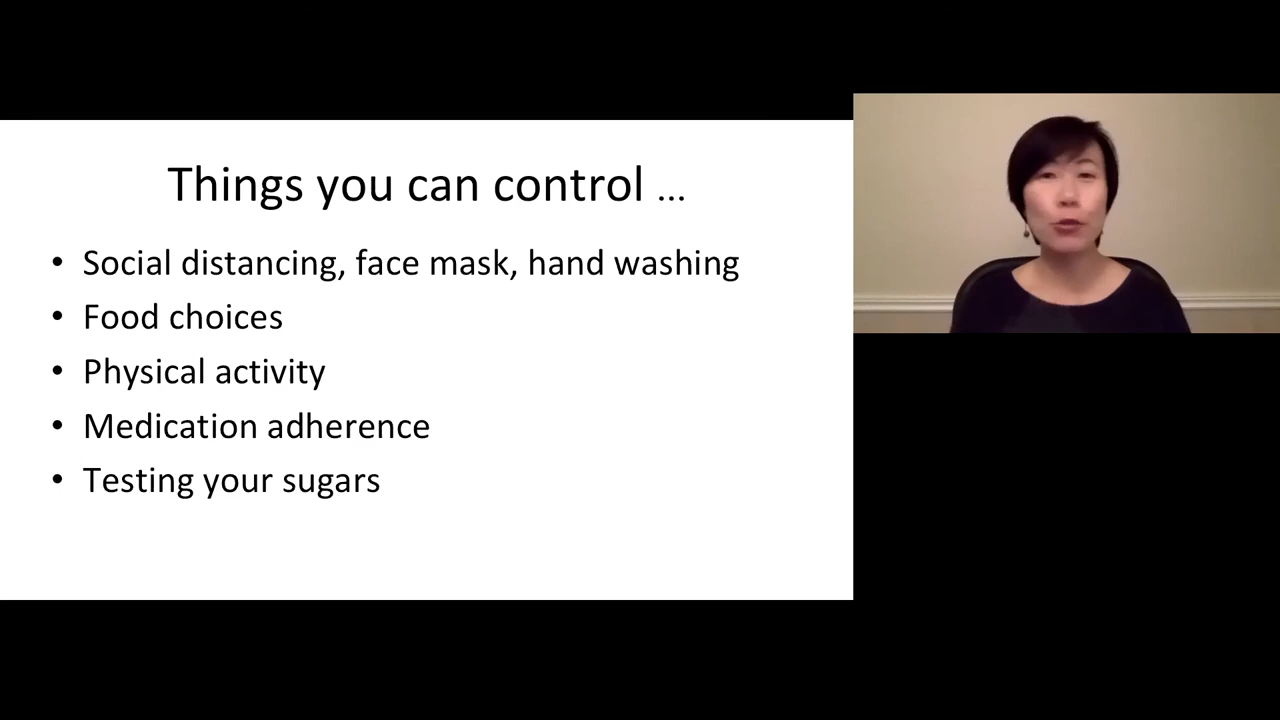 Things you can control ...
• Social distancing, face mask, hand washing
• Food choices
• Physical activity
• Medication adherence
• Testing your sugars